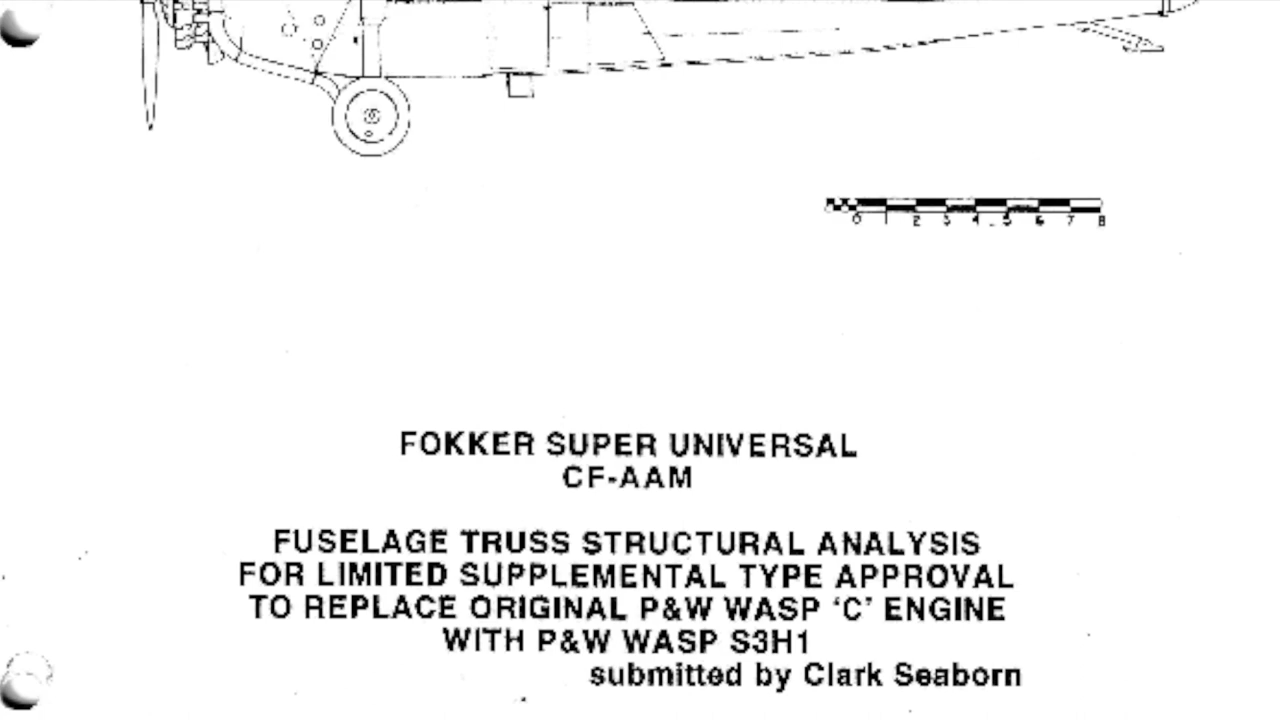 0 1 2 3 4 5 6 7 8
FOKKER SUPER UNIVERSAL
CF-AAM
FUSELAGE TRUSS STRUCTURAL ANALYSIS
FOR LIMITED SUPPLEMENTAL TYPE APPROVAL
TO REPLACE ORIGINAL P&W WASP ‘C’ ENGINE
WITH P&W WASP S3H1
submitted by Clark Seaborn